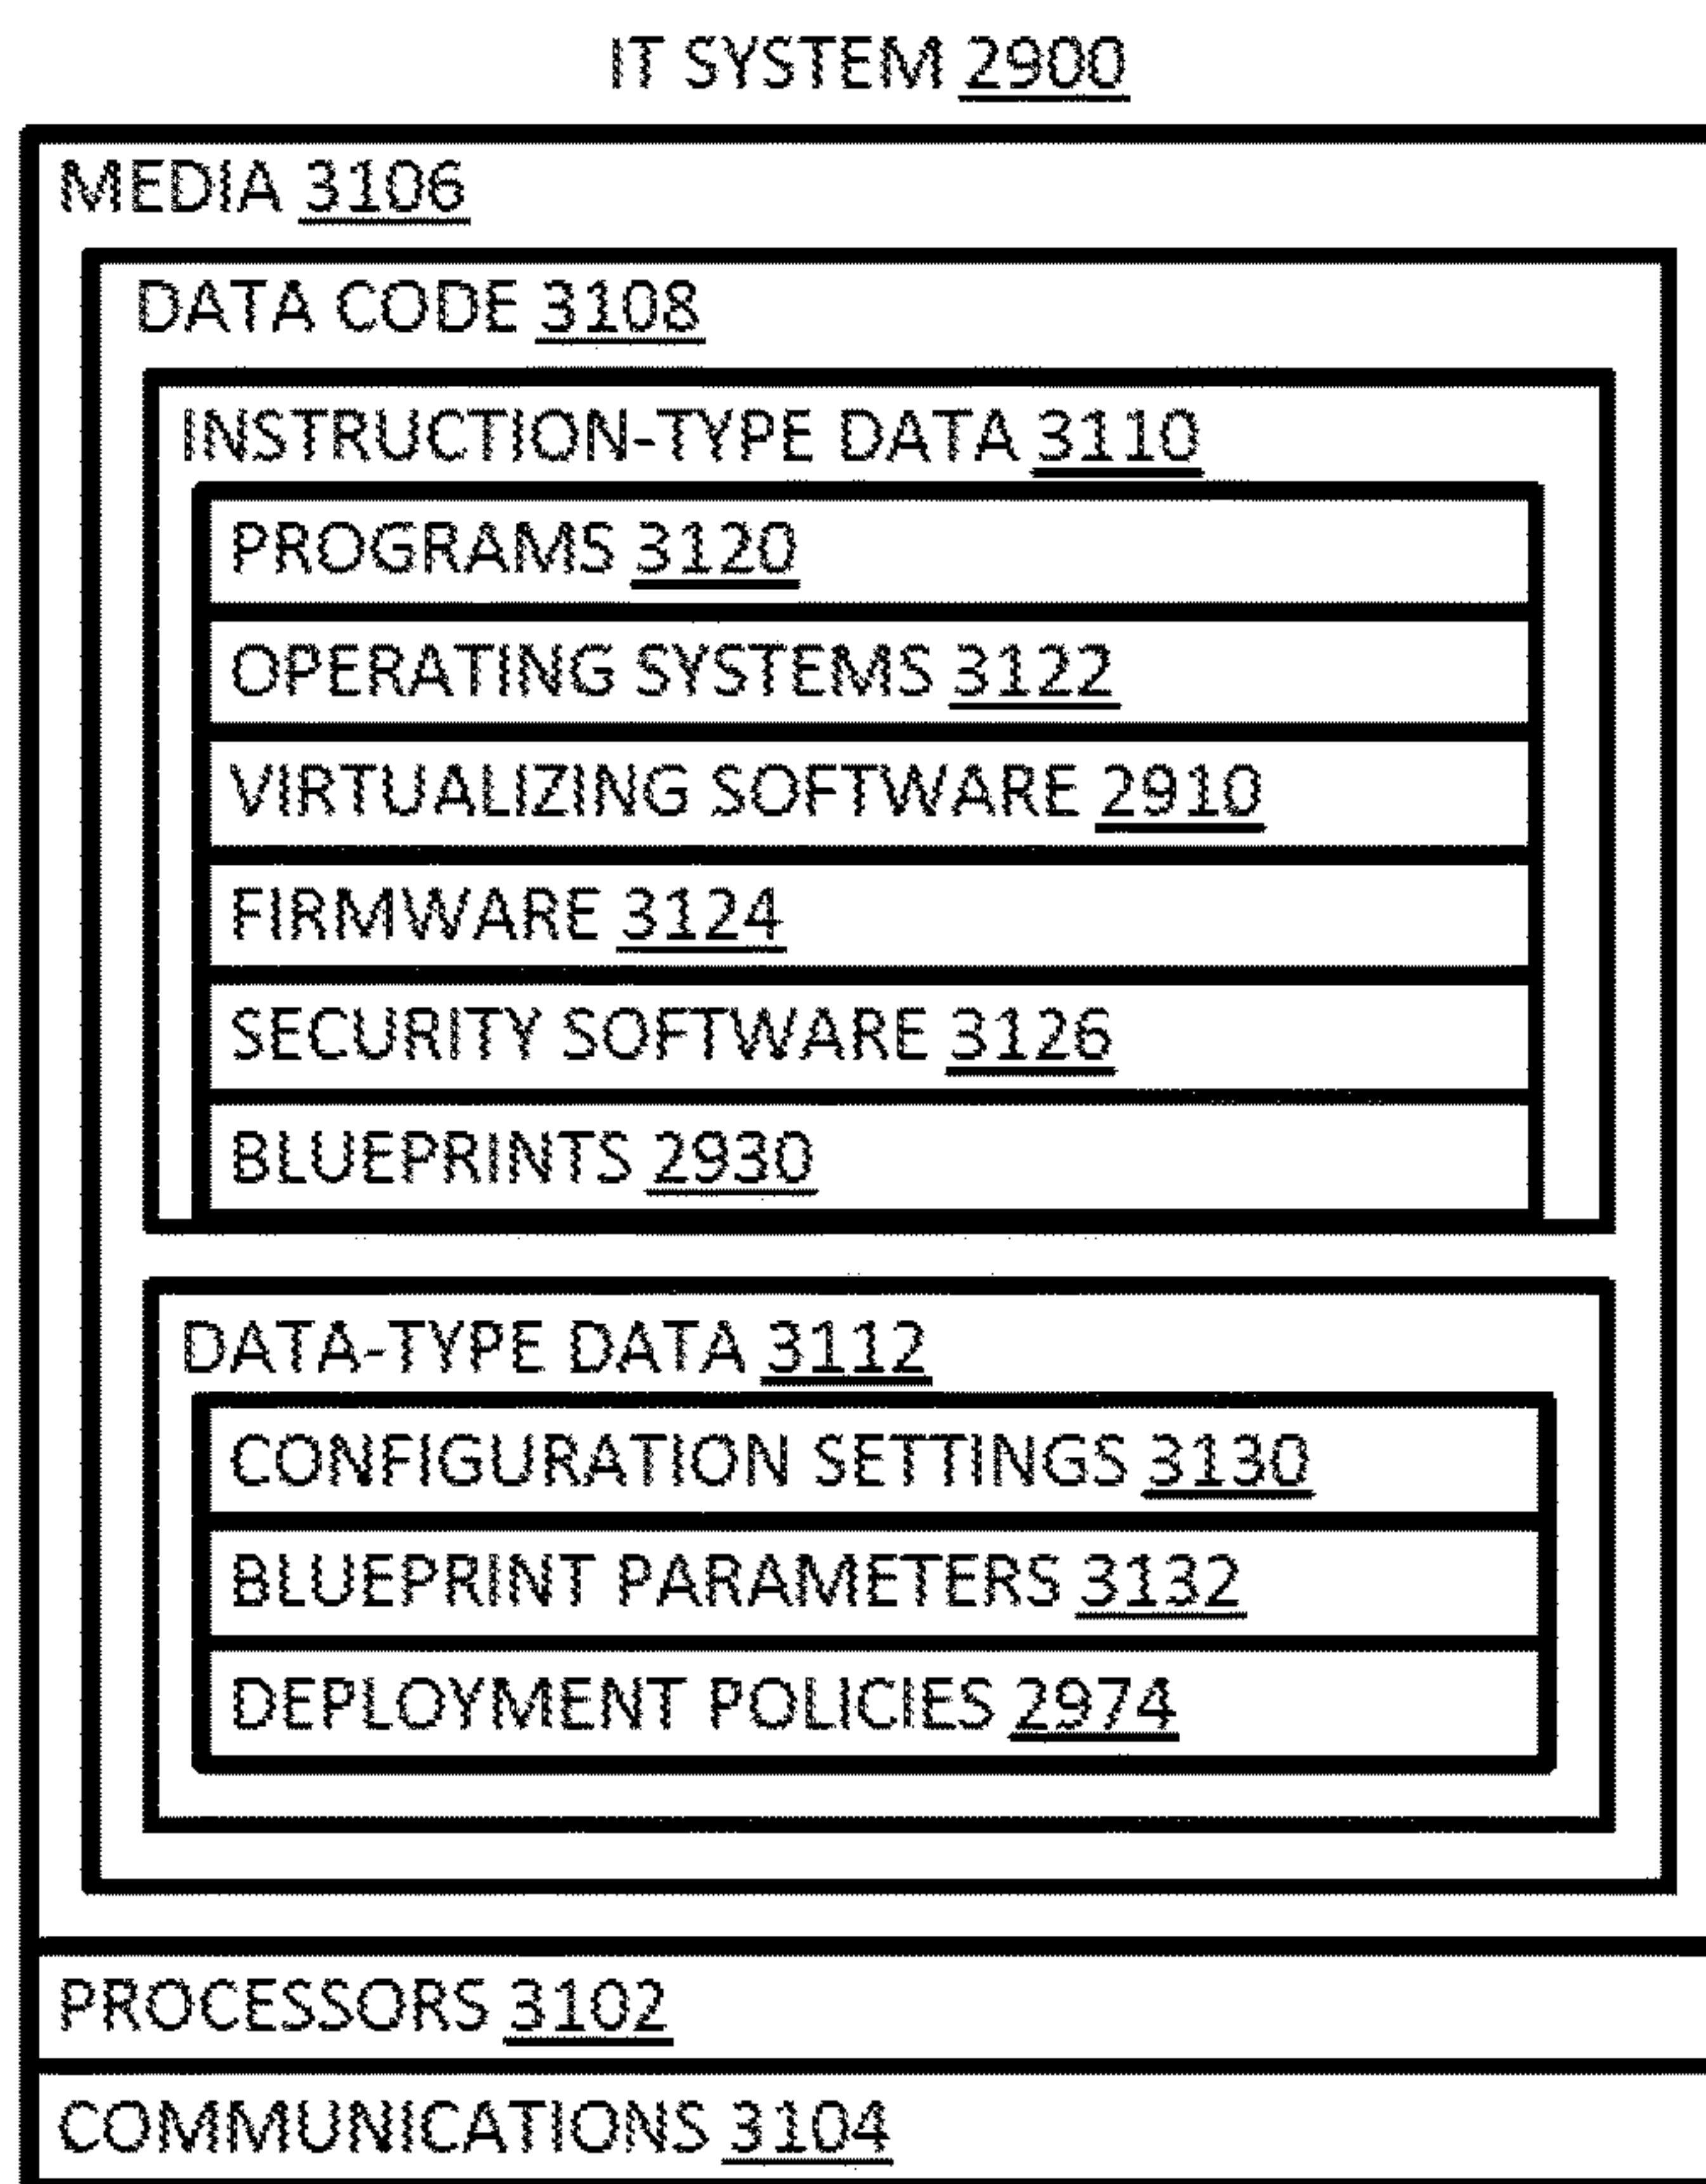 IT SYSTEM 2900
MEDIA 3106
DATA CODE 3108
INSTRUCTION-TYPE DATA 3110
PROGRAMS 3120
OPERATING SYSTEMS 3122
VIRTUALIZING SOFTWARE 2910
FIRMWARE 3124
SECURITY SOFTWARE 3126
BLUEPRINTS 2930
DATA-TYPE DATA 3112
CONFIGURATION SETTINGS 3130
BLUEPRINT PARAMETERS 3132
DEPLOYMENT POLICIES 2974
PROCESSORS 3102
COMMUNICATIONS 3104